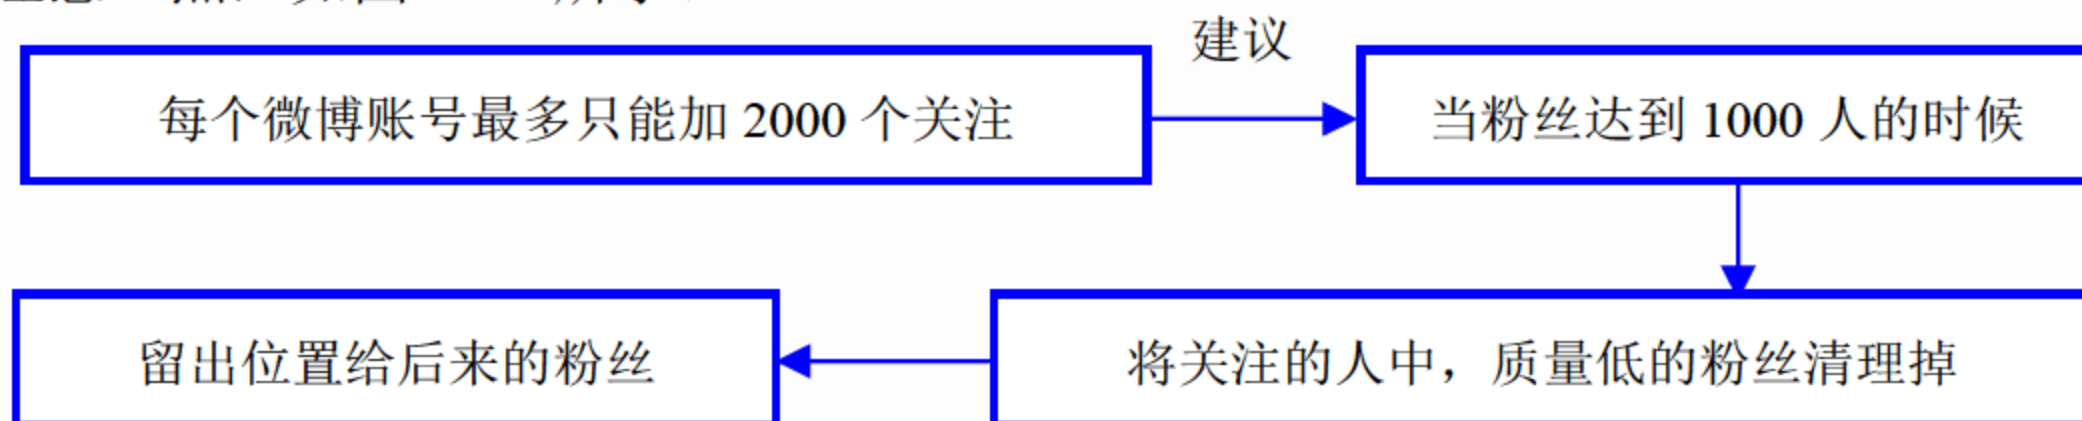 建议
每个微博账号最多只能加 2000 个关注
当粉丝达到 1000 人的时候
将关注的人中，质量低的粉丝清理掉
留出位置给后来的粉丝